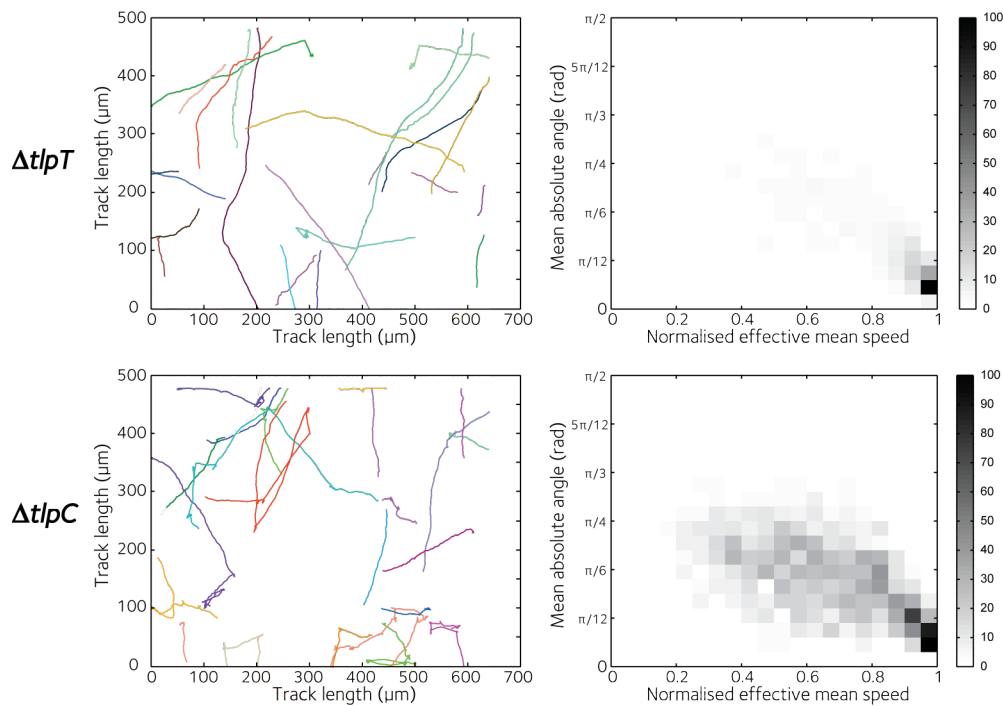 ΔtlpT
Track length (µm)
500
400
300
200
100
0
0 100 200 300 400 500 600 700
Track length (µm)
Mean absolute angle (rad)
π/2
5π/12
π/3
π/4
π/6
π/12
0
0 0.2 0.4 0.6 0.8 1
Normalised effective mean speed
100
90
80
70
60
50
40
30
20
10
0
ΔtlpC
Track length (µm)
500
400
300
200
100
0
0 100 200 300 400 500 600 700
Track length (µm)
Mean absolute angle (rad)
π/2
5π/12
π/3
π/4
π/6
π/12
0
0 0.2 0.4 0.6 0.8 1
Normalised effective mean speed
100
90
80
70
60
50
40
30
20
10
0